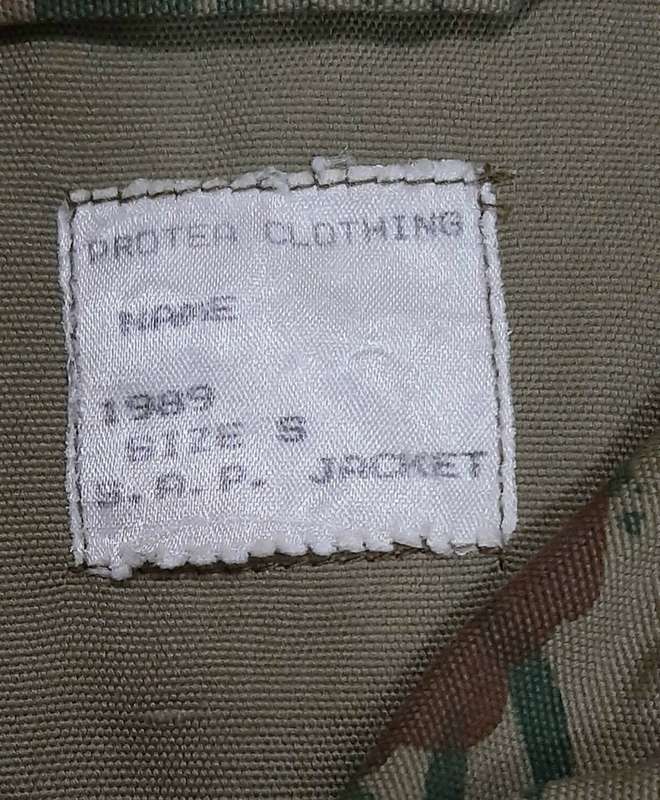 PROTEA CLOTHING
NAME
1989
SIZE S
S.A.P. JACKET